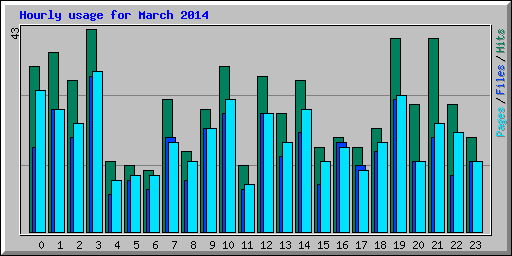 Hourly usage for March 2014
43
Pages/Files/Hits
0 1 2 3 4 5 6 7 8 9 10 11 12 13 14 15 16 17 18 19 20 21 22 23